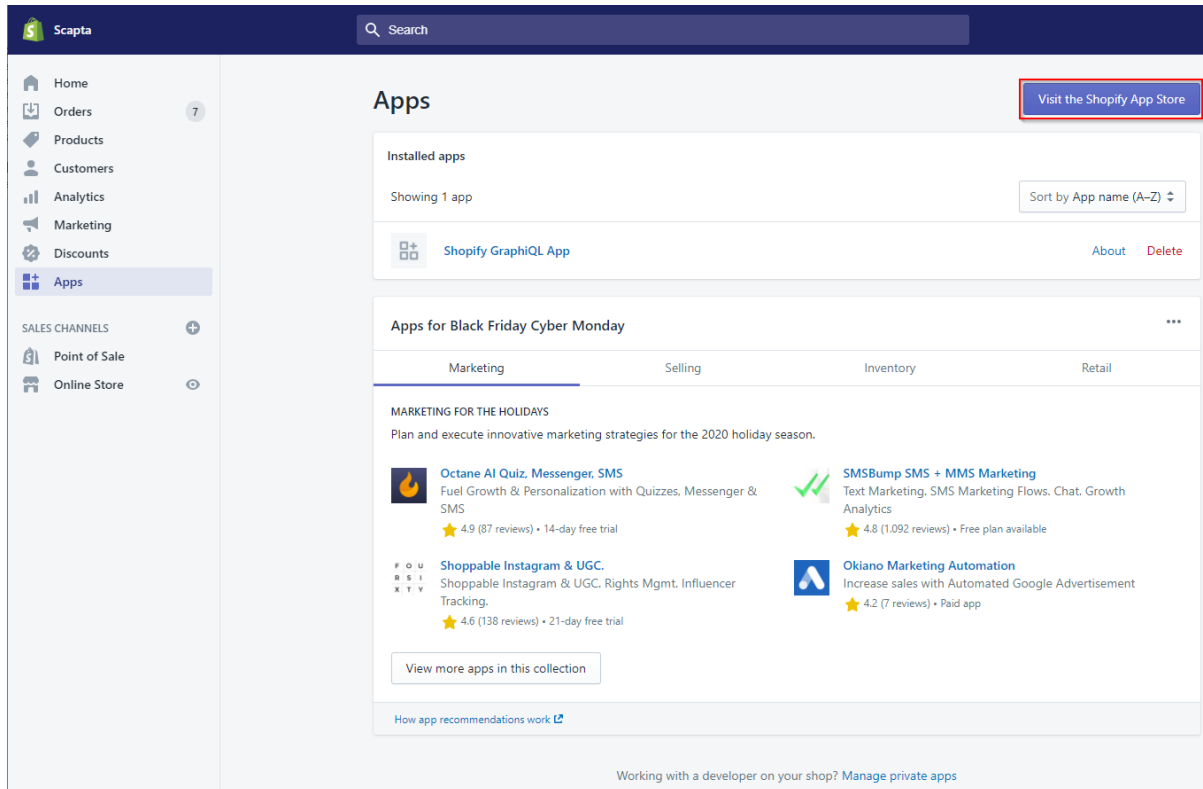 Scapta
Search
Home
Orders 7
Products
Customers
Analytics
Marketing
Discounts
Apps
SALES CHANNELS
Point of Sale
Online Store
Apps
Visit the Shopify App Store
Installed apps
Showing 1 app
Sort by App name (A–Z)
Shopify GraphiQL App
About Delete
Apps for Black Friday Cyber Monday
Marketing Selling Inventory Retail
MARKETING FOR THE HOLIDAYS
Plan and execute innovative marketing strategies for the 2020 holiday season.
Octane AI Quiz, Messenger, SMS
Fuel Growth & Personalization with Quizzes, Messenger &
SMS
4.9 (87 reviews) • 14-day free trial
SMSBump SMS + MMS Marketing
Text Marketing. SMS Marketing Flows. Chat. Growth
Analytics
4.8 (1.092 reviews) • Free plan available
FOU
RSI
XTY
Shoppable Instagram & UGC.
Shoppable Instagram & UGC. Rights Mgmt. Influencer
Tracking.
4.6 (138 reviews) • 21-day free trial
Okiano Marketing Automation
Increase sales with Automated Google Advertisement
4.2 (7 reviews) • Paid app
View more apps in this collection
How app recommendations work
Working with a developer on your shop? Manage private apps